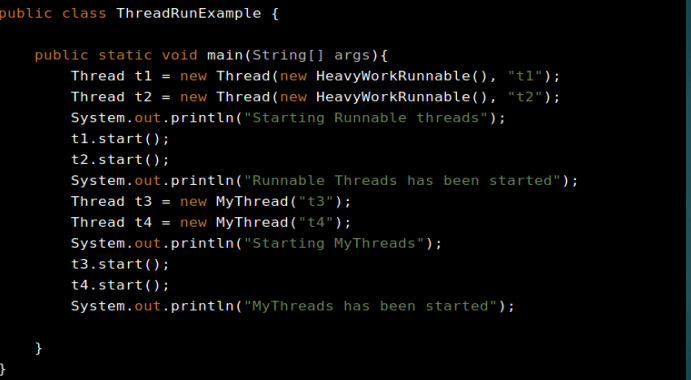 public class ThreadRunExample {
public static void main(String[] args){
Thread t1 = new Thread(new HeavyWorkRunnable(), "t1");
Thread t2 = new Thread(new HeavyWorkRunnable(), "t2");
System.out.println("Starting Runnable threads");
t1.start();
t2.start();
System.out.println("Runnable Threads has been started");
Thread t3 = new MyThread("t3");
Thread t4 = new MyThread("t4");
System.out.println("Starting MyThreads");
t3.start();
t4.start();
System.out.println("MyThreads has been started");
}
}